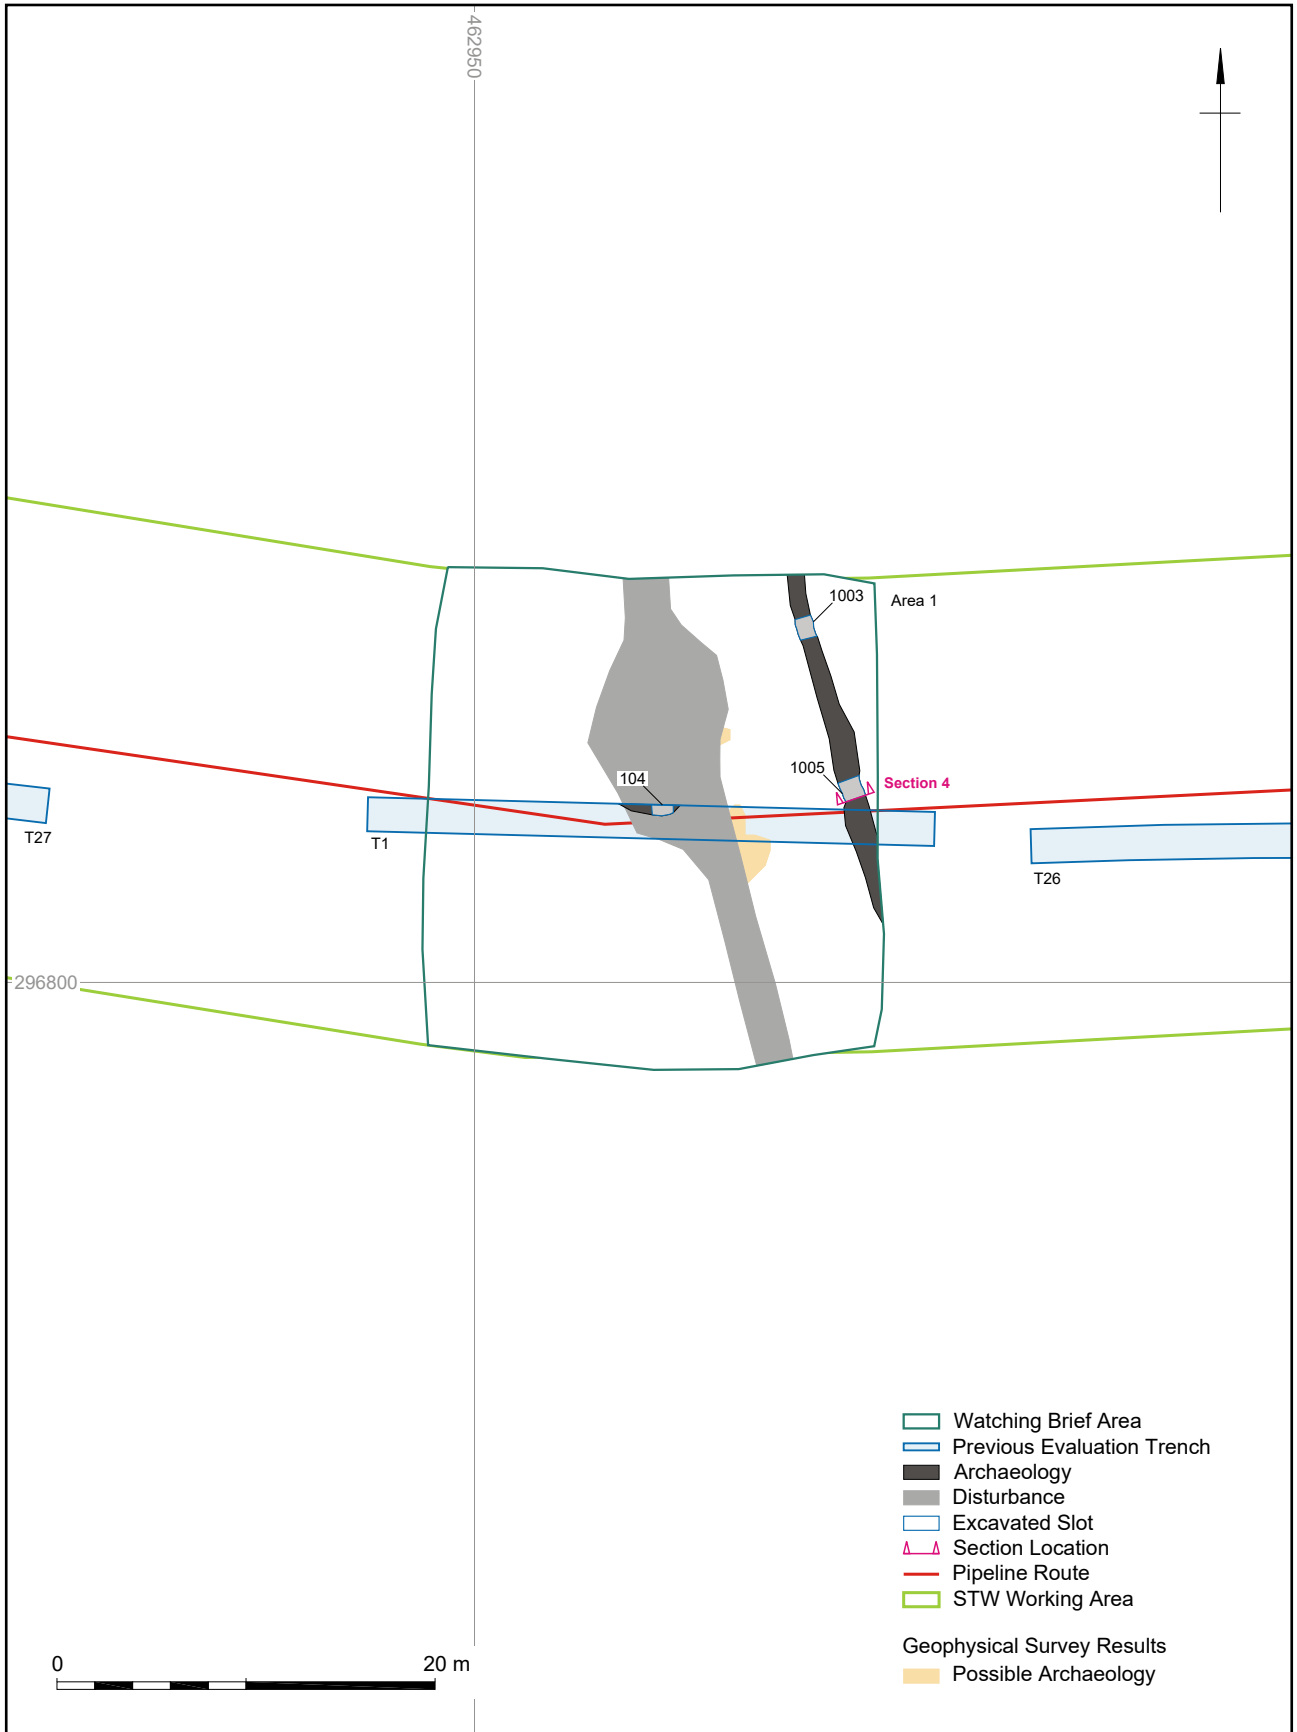 462950
1003
Area 1
104
1005
Section 4
T27
T1
T26
296800
Watching Brief Area
Previous Evaluation Trench
Archaeology
Disturbance
Excavated Slot
Section Location
Pipeline Route
STW Working Area
Geophysical Survey Results
Possible Archaeology
0 20 m